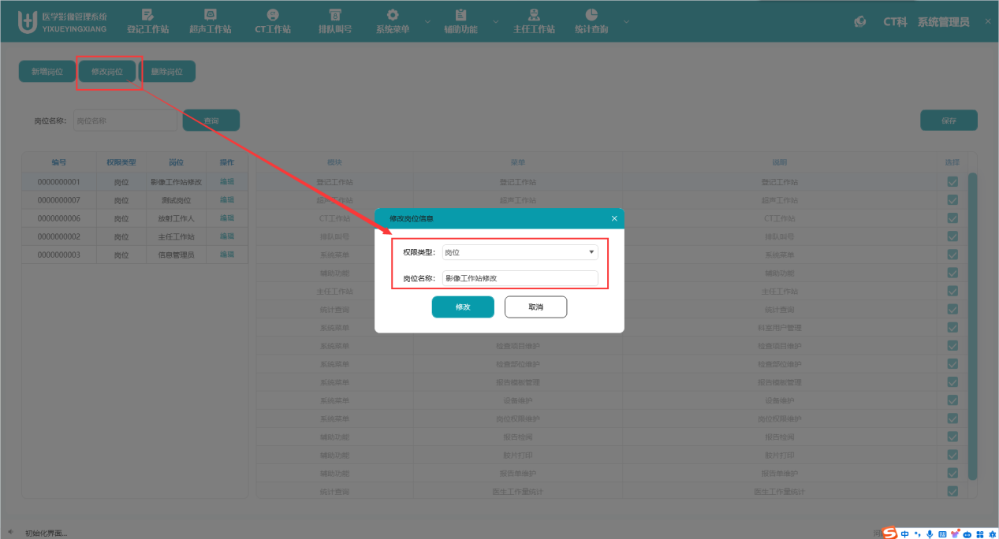 医学影像管理系统
YIXUEYINGXIANG
登记工作站 超声工作站 CT工作站 排队叫号 系统菜单 辅助功能 主任工作站 统计查询
CT科 系统管理员
新增岗位 修改岗位 删除岗位
岗位名称: 岗位名称 查询 保存
编号 权限类型 岗位 操作 模块 菜单 说明 选择
0000000001 岗位 影像工作站修改 编辑 登记工作站 登记工作站 登记工作站
0000000007 岗位 测试岗位 编辑 超声工作站 超声工作站 超声工作站
0000000006 岗位 放射工作人 编辑 CT工作站 CT工作站
0000000002 岗位 主任工作站 编辑 排队叫号 排队叫号
0000000003 岗位 信息管理员 编辑 系统菜单 系统菜单
辅助功能 辅助功能
主任工作站 主任工作站
统计查询 统计查询
系统菜单 科室用户管理
系统菜单 检查项目维护 检查项目维护
系统菜单 检查部位维护 检查部位维护
系统菜单 报告模板管理 报告模板管理
系统菜单 设备维护 设备维护
系统菜单 岗位权限维护 岗位权限维护
辅助功能 报告检阅 报告检阅
辅助功能 胶片打印 胶片打印
辅助功能 报告单维护 报告单维护
统计查询 医生工作量统计 医生工作量统计
修改岗位信息
权限类型: 岗位
岗位名称: 影像工作站修改
修改 取消
初始化界面...
中